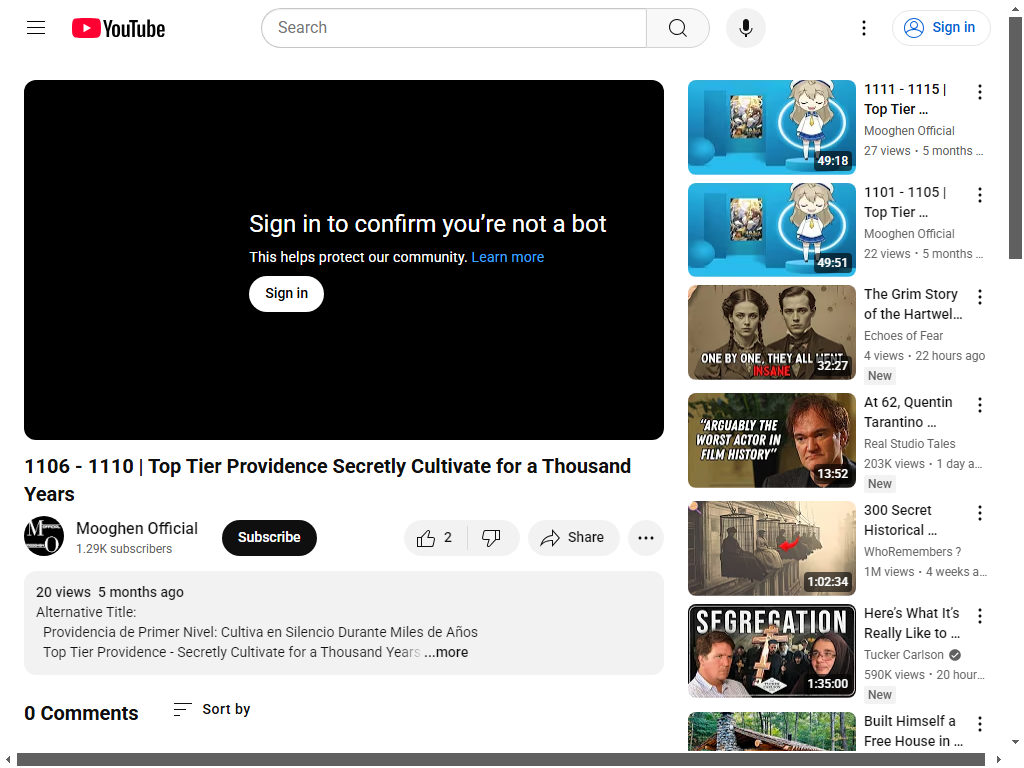 YouTube
Search
Sign in
Sign in to confirm you’re not a bot
This helps protect our community. Learn more
Sign in
1106 - 1110 | Top Tier Providence Secretly Cultivate for a Thousand
Years
Mooghen Official
1.29K subscribers
Subscribe
2
Share
20 views  5 months ago
Alternative Title:
Providencia de Primer Nivel: Cultiva en Silencio Durante Miles de Años
Top Tier Providence - Secretly Cultivate for a Thousand Years ...more
0 Comments
Sort by
49:18
1111 - 1115 |
Top Tier ...
Mooghen Official
27 views • 5 months ...
49:51
1101 - 1105 |
Top Tier ...
Mooghen Official
22 views • 5 months ...
ONE BY ONE, THEY ALL WENT
INSANE
32:27
The Grim Story
of the Hartwel...
Echoes of Fear
4 views • 22 hours ago
New
"ARGUABLY THE
WORST ACTOR IN
FILM HISTORY"
13:52
At 62, Quentin
Tarantino ...
Real Studio Tales
203K views • 1 day a...
New
1:02:34
300 Secret
Historical ...
WhoRemembers ?
1M views • 4 weeks a...
SEGREGATION
1:35:00
Here’s What It’s
Really Like to ...
Tucker Carlson
590K views • 20 hour...
New
Built Himself a
Free House in ...